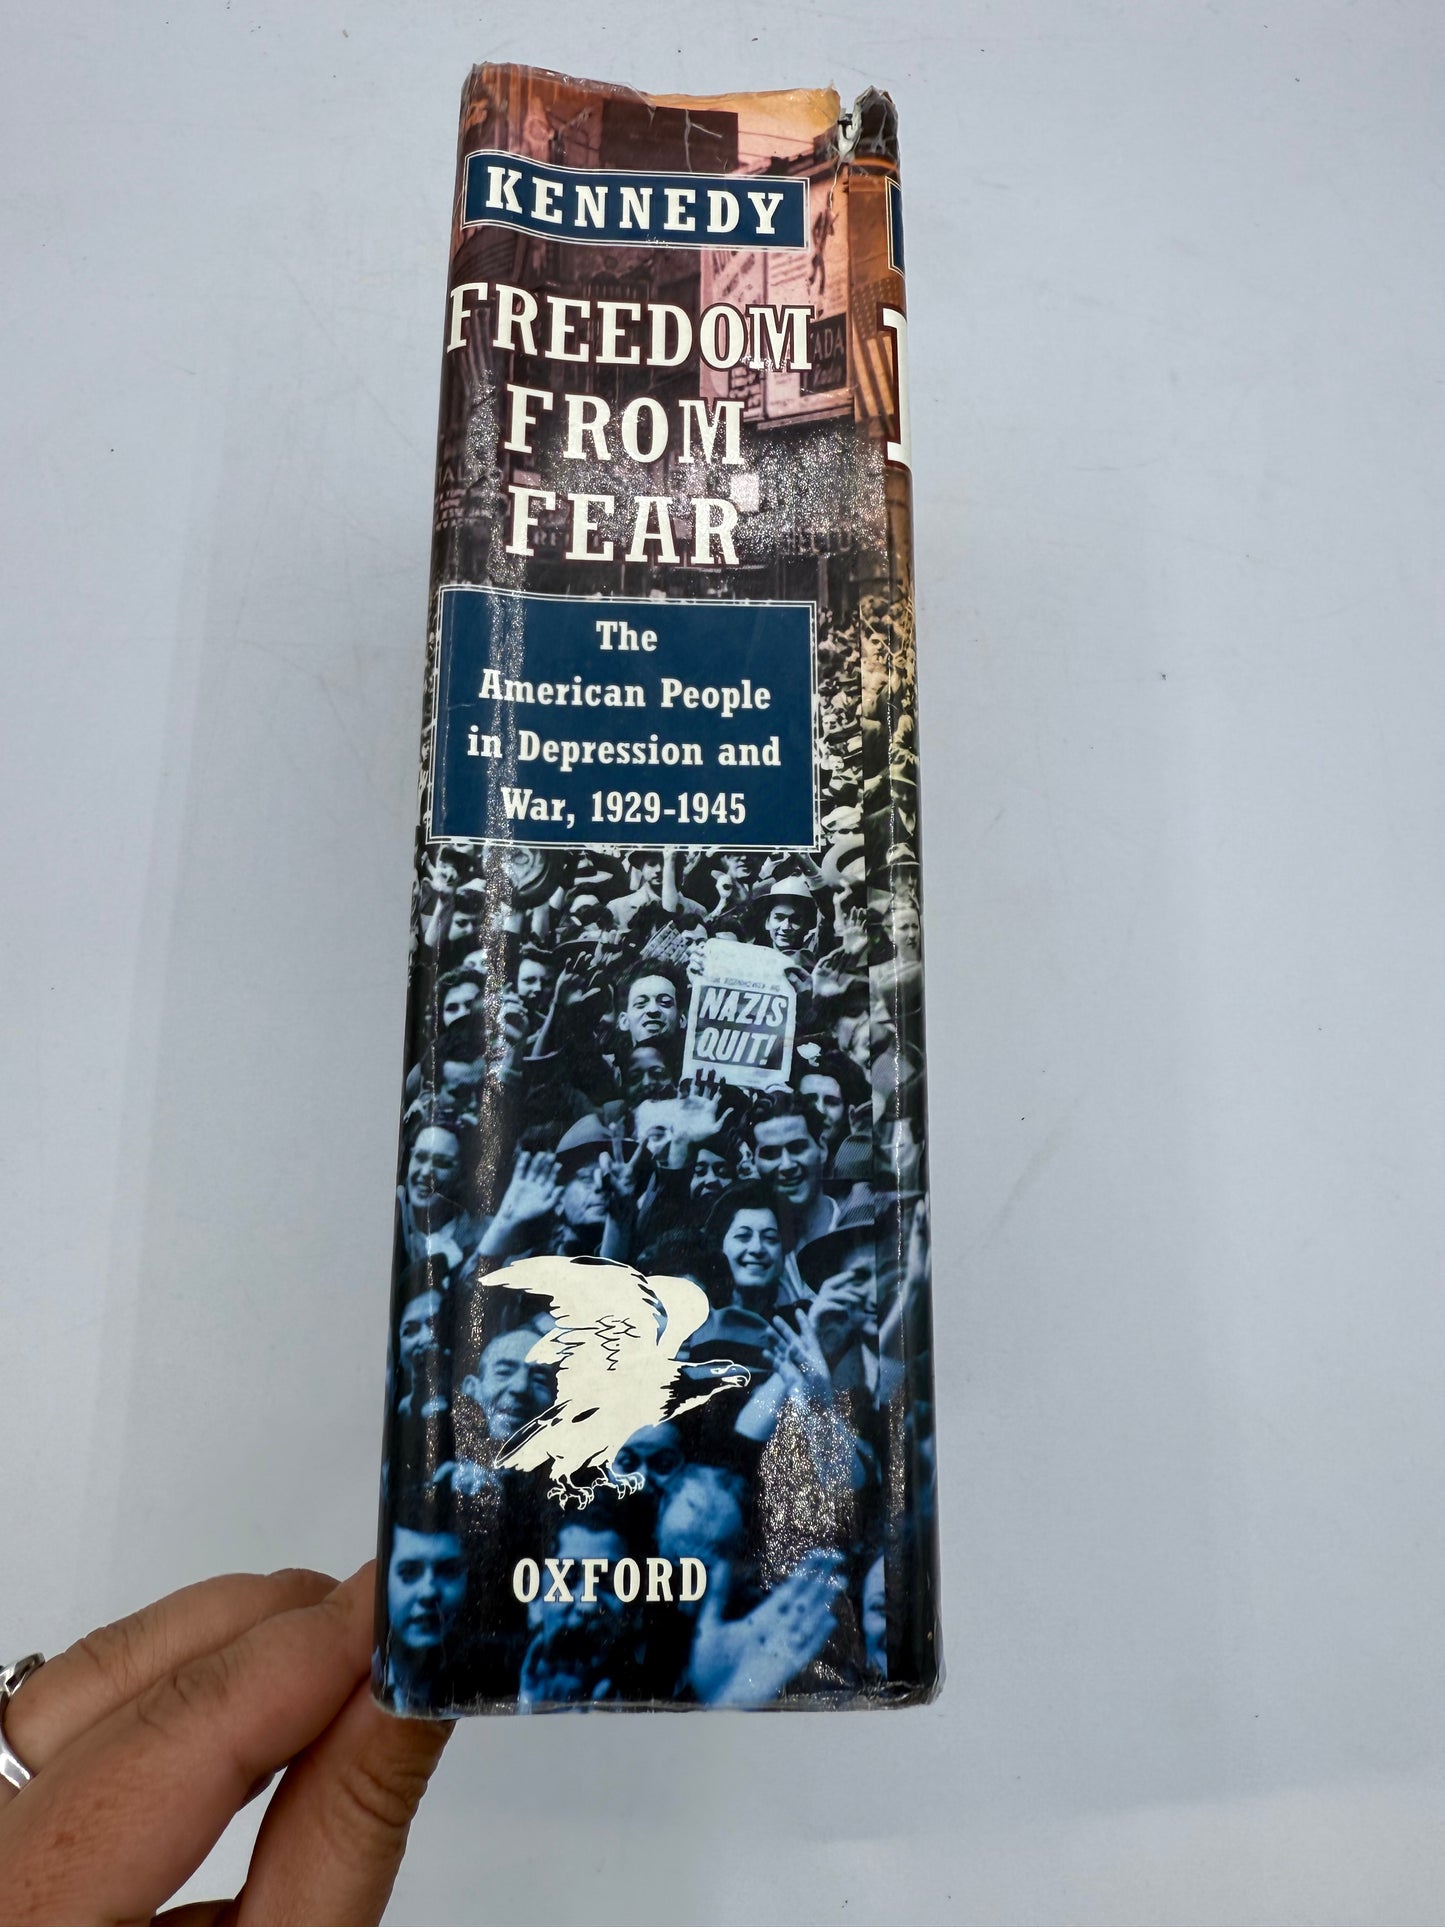 KENNEDY
FREEDOM
FROM
FEAR
The
American People
in Depression and
War, 1929-1945
NAZIS
QUIT!
OXFORD